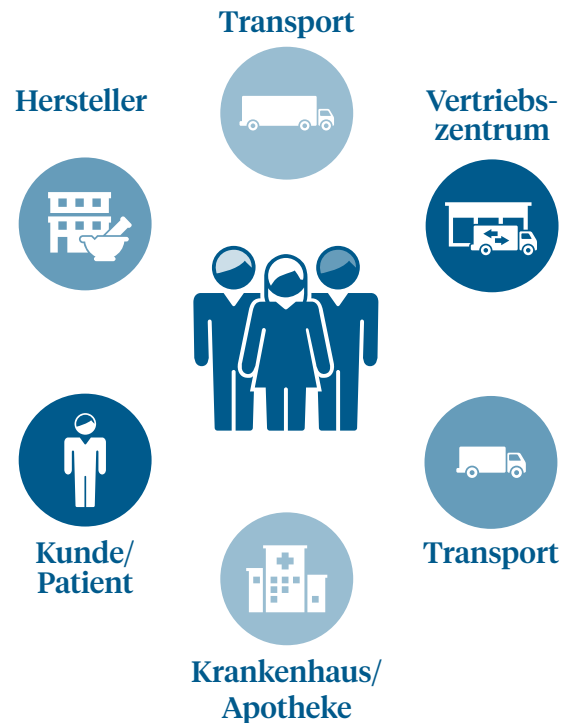 Transport
Hersteller
Vertriebs-
zentrum
Kunde/
Patient
Transport
Krankenhaus/
Apotheke